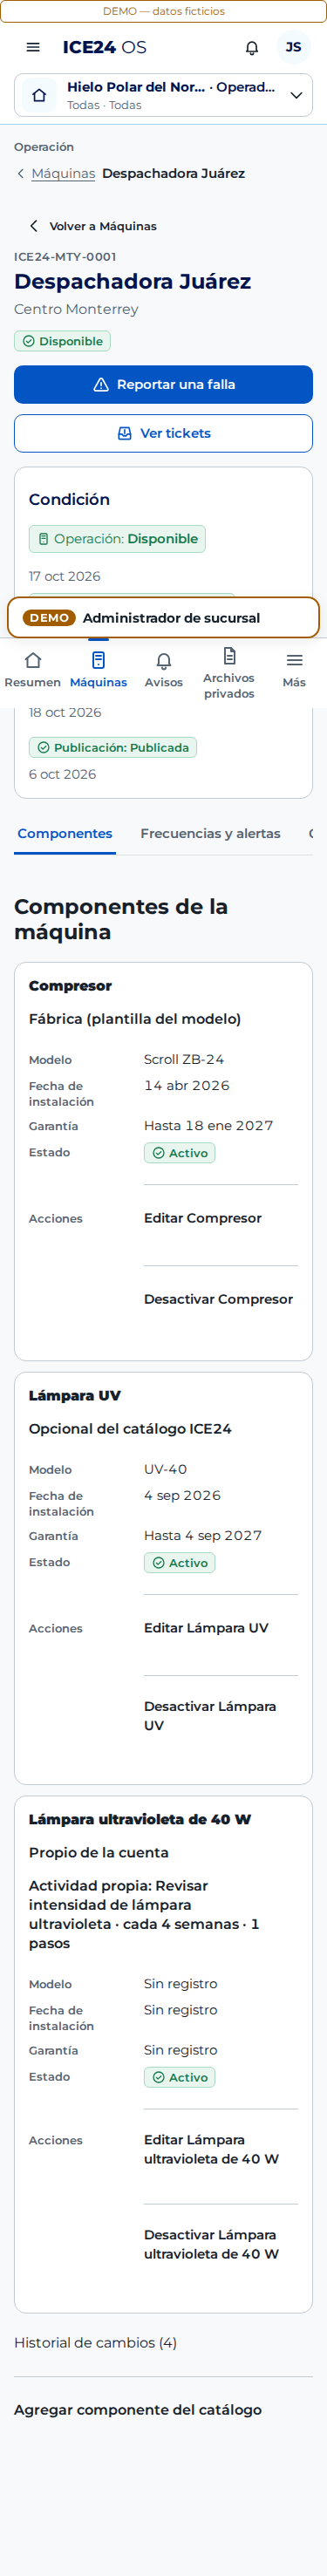 DEMO — datos ficticios
ICE24 OS
JS
Hielo Polar del Nor... · Operad...
Todas · Todas
Operación
Máquinas Despachadora Juárez
Volver a Máquinas
ICE24-MTY-0001
Despachadora Juárez
Centro Monterrey
Disponible
Reportar una falla
Ver tickets
Condición
Operación: Disponible
17 oct 2026
DEMO Administrador de sucursal
Resumen
Máquinas
Avisos
Archivos
privados
Más
18 oct 2026
Publicación: Publicada
6 oct 2026
Componentes
Frecuencias y alertas
Componentes de la
máquina
Compresor
Fábrica (plantilla del modelo)
Modelo Scroll ZB-24
Fecha de 14 abr 2026
instalación
Garantía Hasta 18 ene 2027
Estado Activo
Acciones Editar Compresor
Desactivar Compresor
Lámpara UV
Opcional del catálogo ICE24
Modelo UV-40
Fecha de 4 sep 2026
instalación
Garantía Hasta 4 sep 2027
Estado Activo
Acciones Editar Lámpara UV
Desactivar Lámpara
UV
Lámpara ultravioleta de 40 W
Propio de la cuenta
Actividad propia: Revisar
intensidad de lámpara
ultravioleta · cada 4 semanas · 1
pasos
Modelo Sin registro
Fecha de Sin registro
instalación
Garantía Sin registro
Estado Activo
Acciones Editar Lámpara
ultravioleta de 40 W
Desactivar Lámpara
ultravioleta de 40 W
Historial de cambios (4)
Agregar componente del catálogo